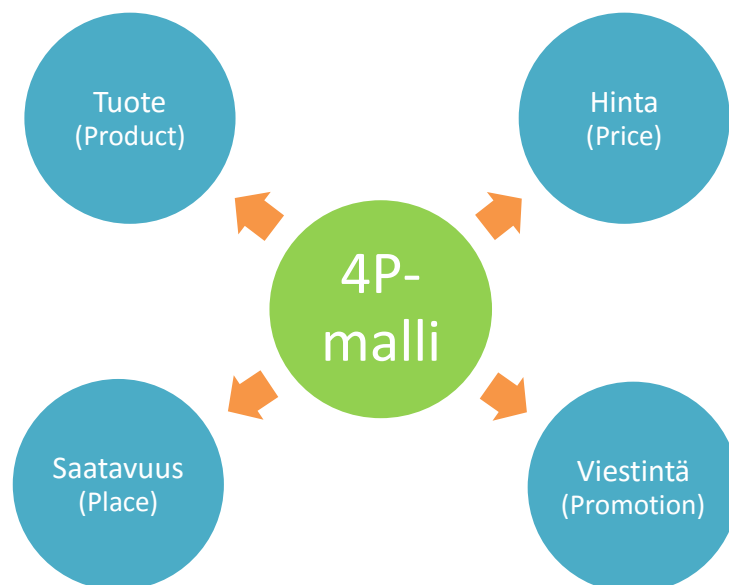 Tuote
(Product)
Hinta
(Price)
4P-
malli
Saatavuus
(Place)
Viestintä
(Promotion)